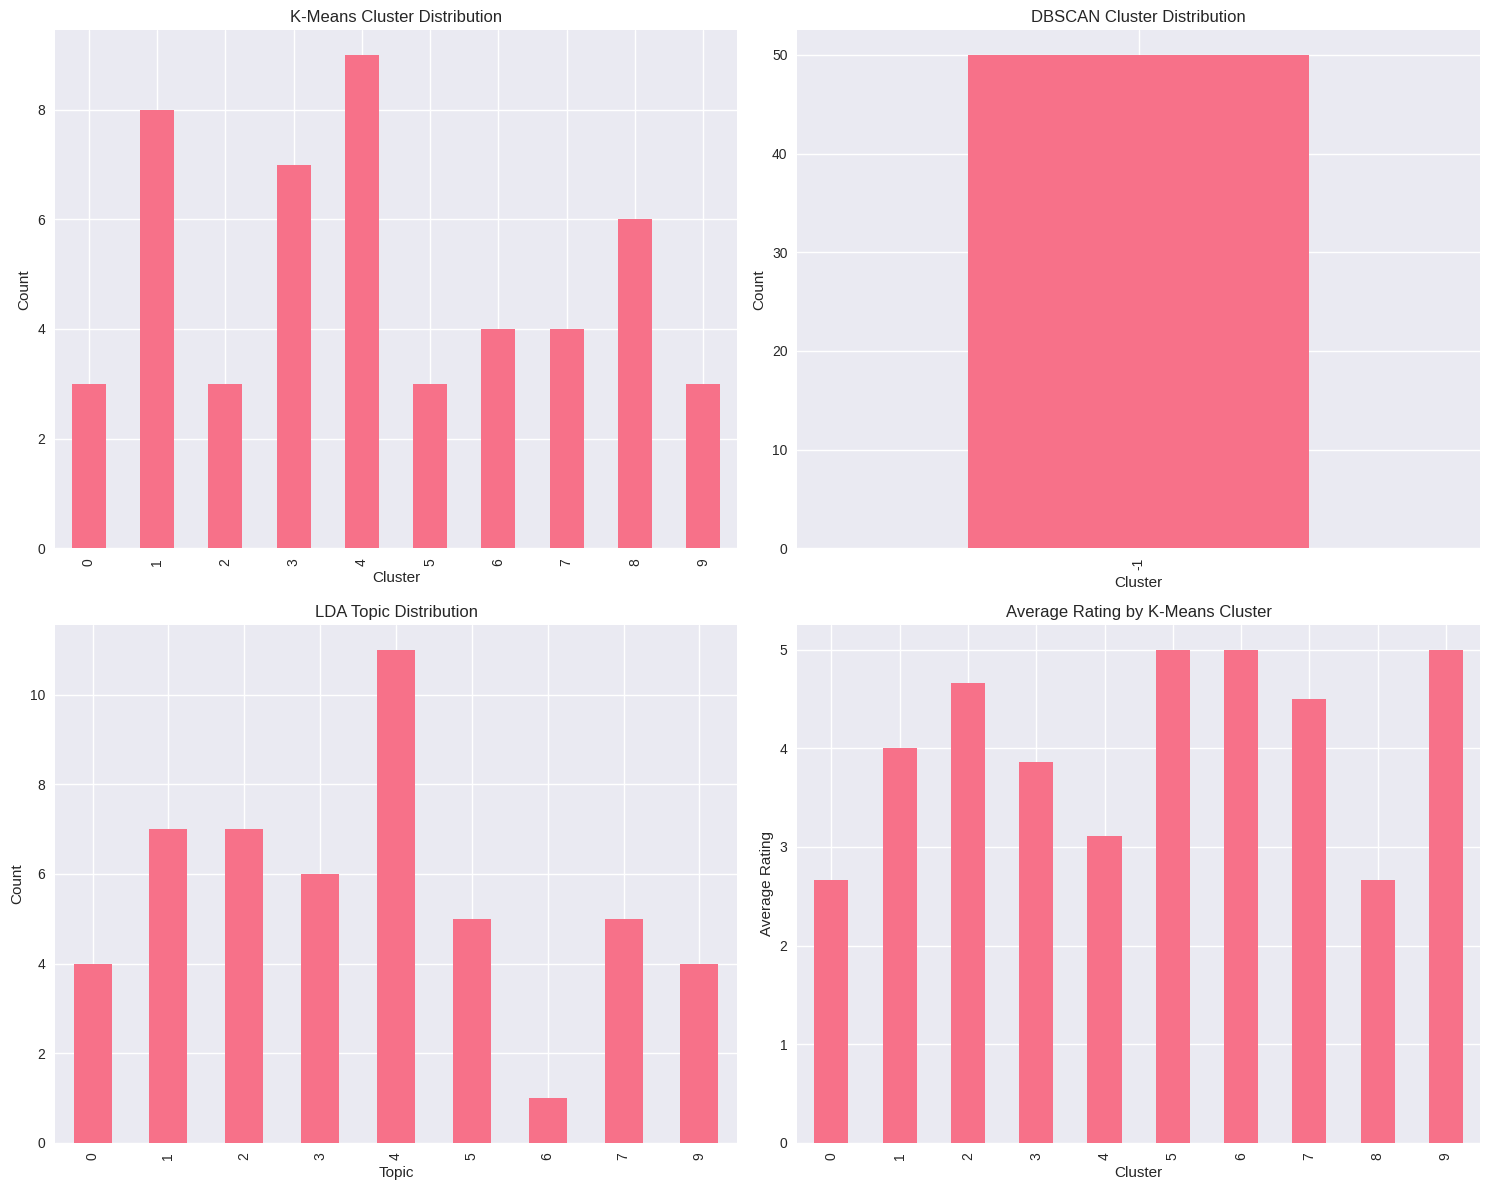 K-Means Cluster Distribution
Count
8
6
4
2
0
0 1 2 3 4 5 6 7 8 9
Cluster
DBSCAN Cluster Distribution
Count
50
40
30
20
10
0
-1
Cluster
LDA Topic Distribution
Count
10
8
6
4
2
0
0 1 2 3 4 5 6 7 9
Topic
Average Rating by K-Means Cluster
Average Rating
5
4
3
2
1
0
0 1 2 3 4 5 6 7 8 9
Cluster